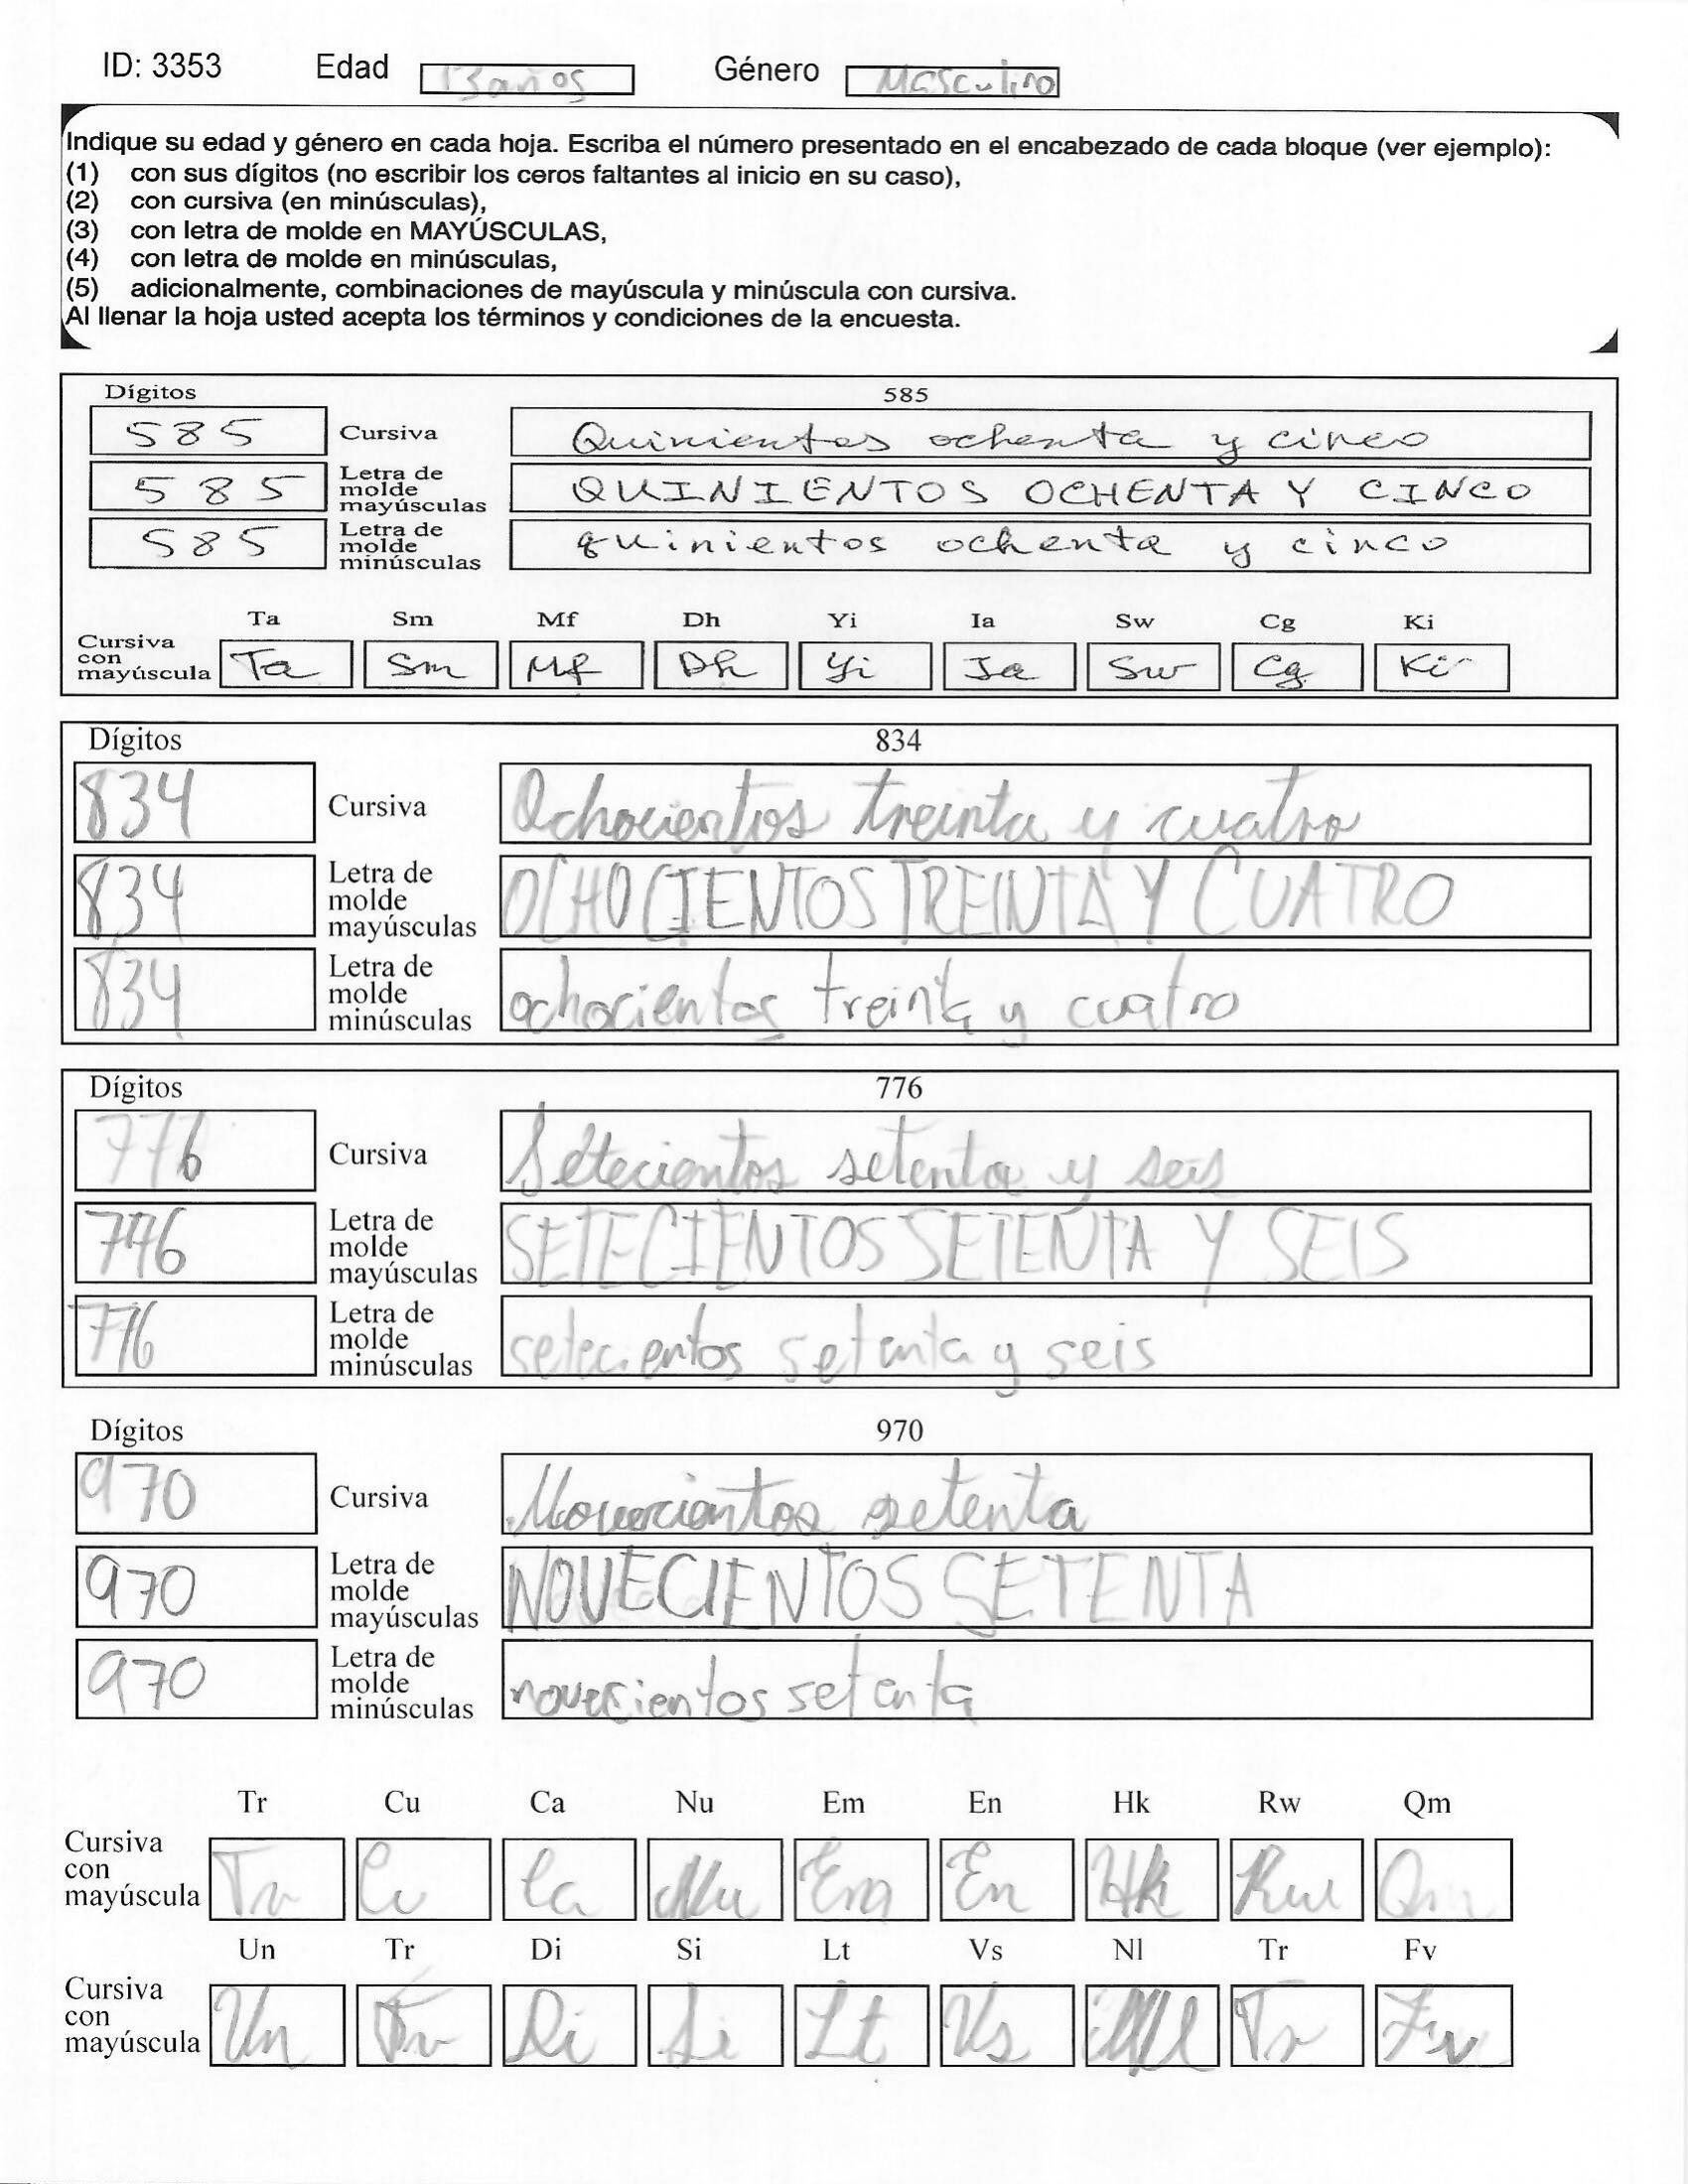 ID: 3353 Edad 13 años Género Masculino
Indique su edad y género en cada hoja. Escriba el número presentado en el encabezado de cada bloque (ver ejemplo):
(1) con sus dígitos (no escribir los ceros faltantes al inicio en su caso),
(2) con cursiva (en minúsculas),
(3) con letra de molde en MAYÚSCULAS,
(4) con letra de molde en minúsculas,
(5) adicionalmente, combinaciones de mayúscula y minúscula con cursiva.
Al llenar la hoja usted acepta los términos y condiciones de la encuesta.
Dígitos 585
585 Cursiva Quinientos ochenta y cinco
585 Letra de molde mayúsculas QUINIENTOS OCHENTA Y CINCO
585 Letra de molde minúsculas quinientos ochenta y cinco
Ta Sm Mf Dh Yi Ia Sw Cg Ki
Cursiva con mayúscula Ta Sm Mf Dh Yi Ia Sw Cg Ki
Dígitos 834
834 Cursiva Ochocientos treinta y cuatro
834 Letra de molde mayúsculas OCHOCIENTOS TREINTA Y CUATRO
834 Letra de molde minúsculas ochocientos treinta y cuatro
Dígitos 776
776 Cursiva Setecientos setenta y seis
776 Letra de molde mayúsculas SETECIENTOS SETENTA Y SEIS
776 Letra de molde minúsculas setecientos setenta y seis
Dígitos 970
970 Cursiva Novecientos setenta
970 Letra de molde mayúsculas NOVECIENTOS SETENTA
970 Letra de molde minúsculas novecientos setenta
Tr Cu Ca Nu Em En Hk Rw Qm
Cursiva con mayúscula Tr Cu Ca Nu Em En Hk Rw Qm
Un Tr Di Si Lt Vs Nl Tr Fv
Cursiva con mayúscula Un Tr Di Si Lt Vs Nl Tr Fv